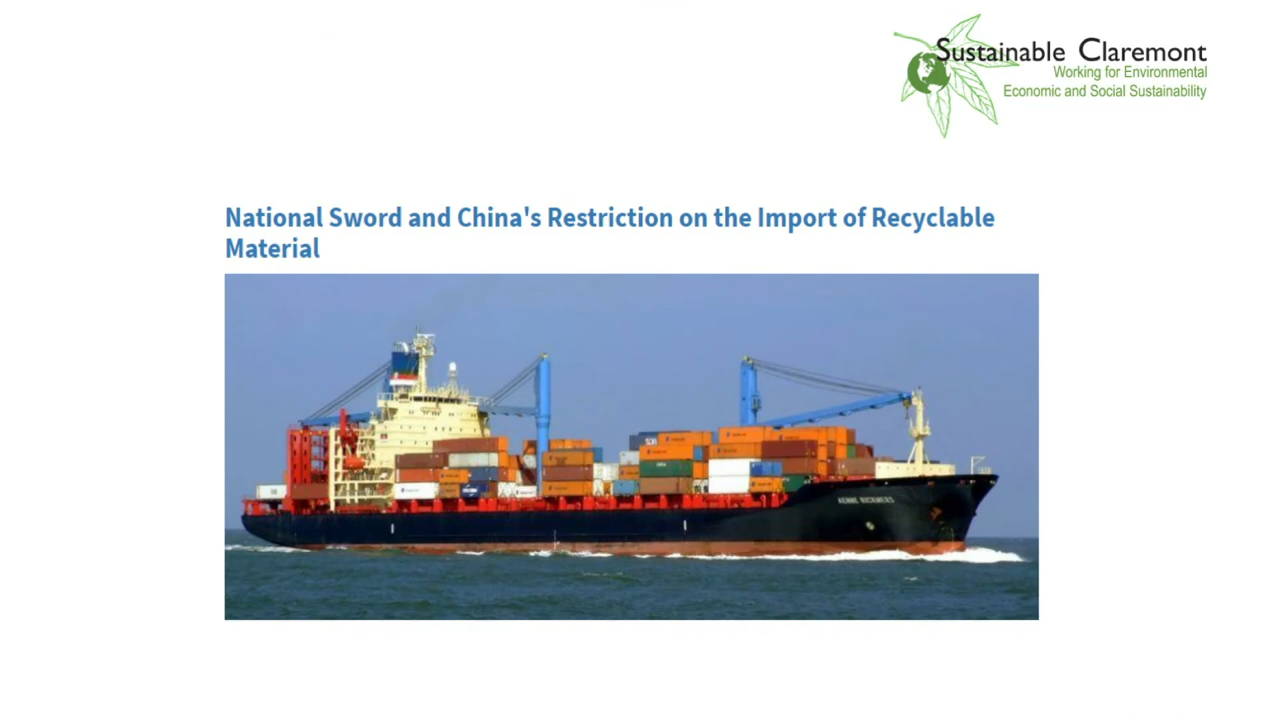 Sustainable Claremont
Working for Environmental
Economic and Social Sustainability
National Sword and China's Restriction on the Import of Recyclable
Material
RICKMERS